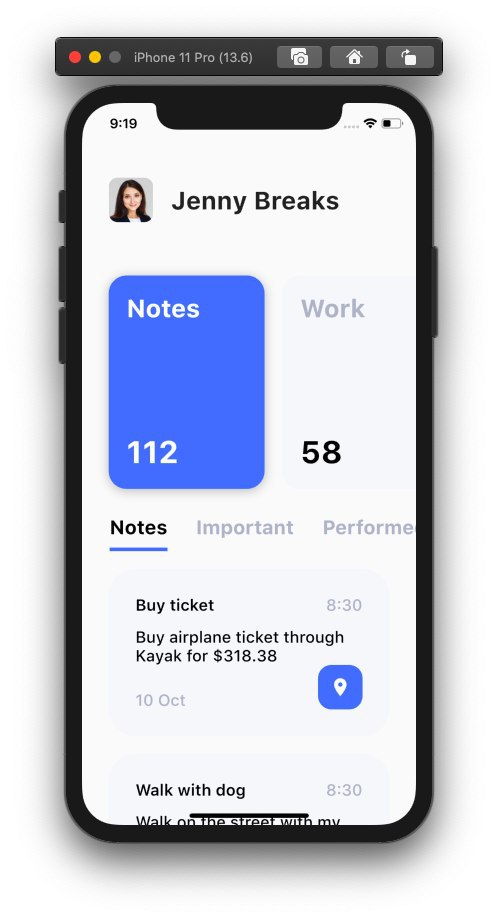 iPhone 11 Pro (13.6)
9:19
Jenny Breaks
Notes
Work
112
58
Notes Important Performe
Buy ticket 8:30
Buy airplane ticket through
Kayak for $318.38
10 Oct
Walk with dog 8:30
Walk on the street with my